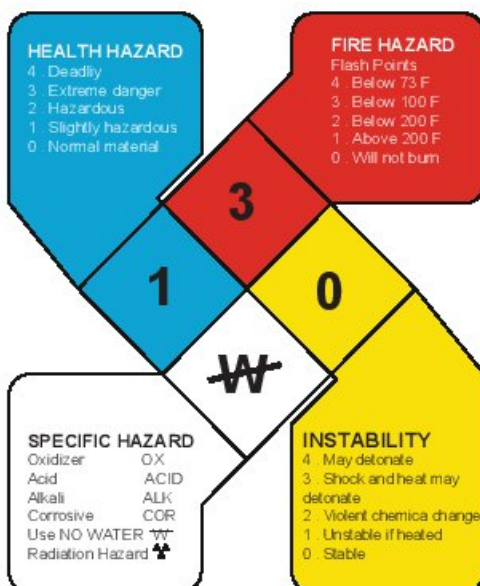 HEALTH HAZARD
4 . Deadliy
3 . Extreme danger
2 . Hazardous
1 . Slightly hazardous
0 . Normal material
FIRE HAZARD
Flash Points
4 . Below 73 F
3 . Below 100 F
2 . Below 200 F
1 . Above 200 F
0 . Will not burn
3
1
0
W
SPECIFIC HAZARD
Oxidizer OX
Acid ACID
Alkali ALK
Corrosive COR
Use NO WATER W
Radiation Hazard
INSTABILITY
4 . May detonate
3 . Shock and heat may
detonate
2 . Violent chemica change
1 . Unstable if heated
0 . Stable